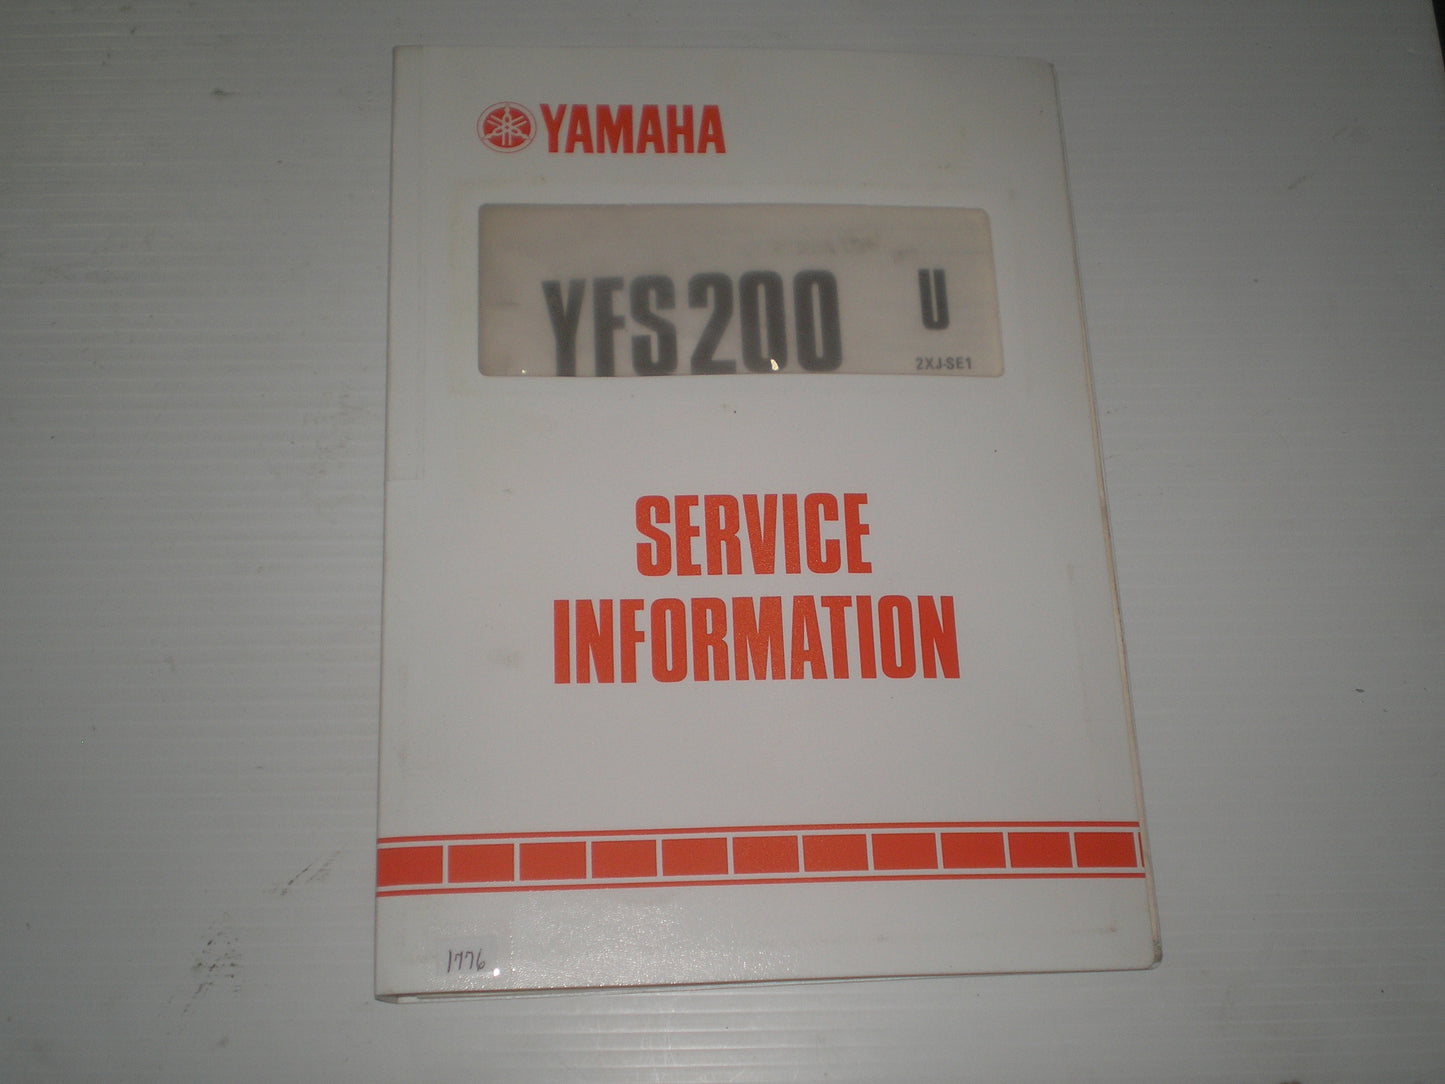 YAMAHA
YFS200 U
2XJ-SE1
SERVICE
INFORMATION
1776